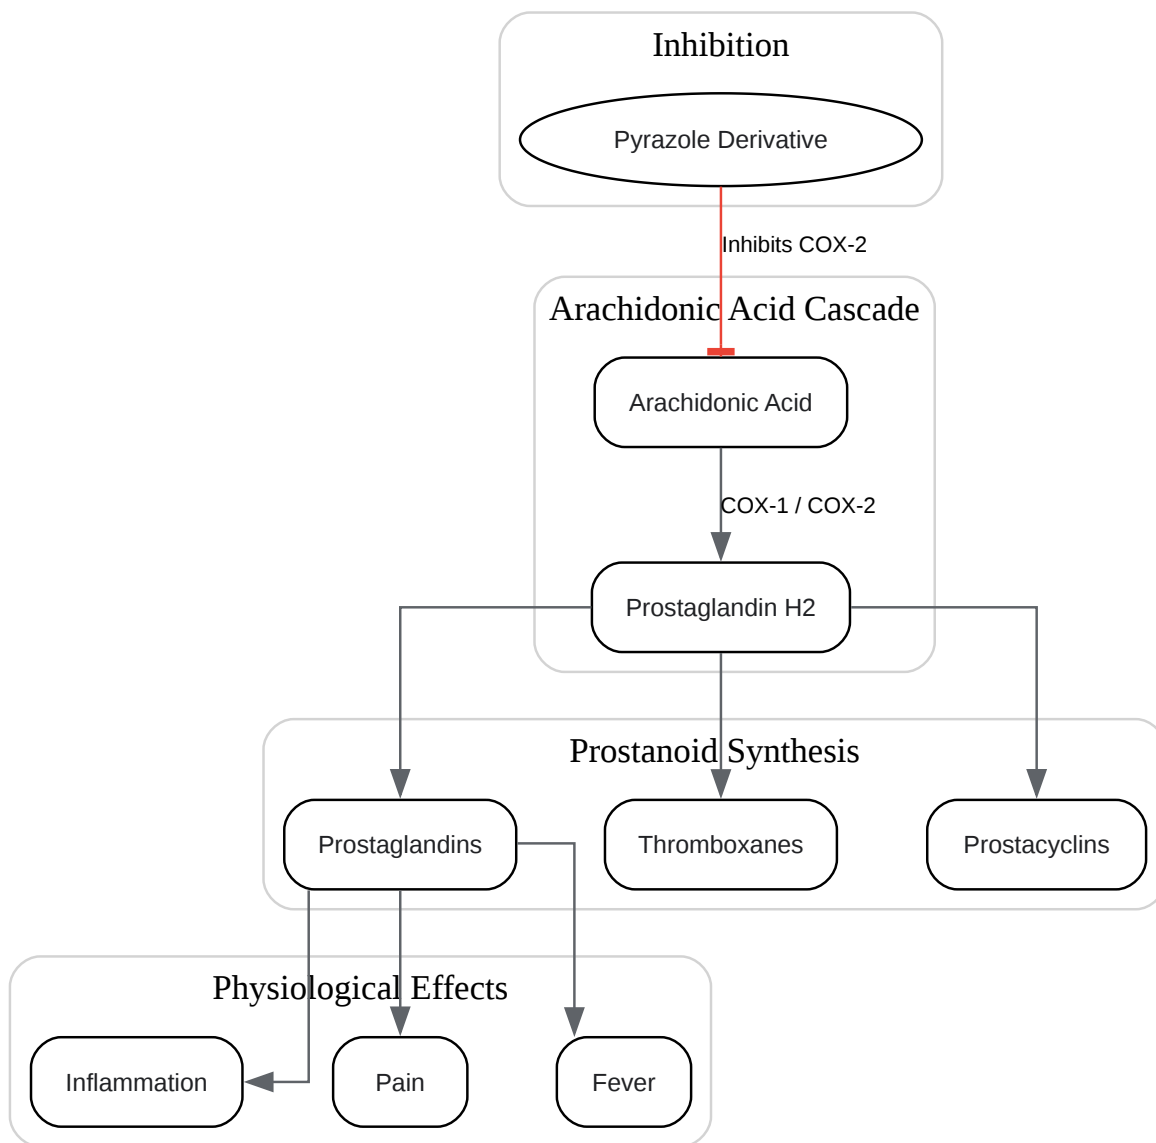 Inhibition
Pyrazole Derivative
Inhibits COX-2
Arachidonic Acid Cascade
Arachidonic Acid
COX-1 / COX-2
Prostaglandin H2
Prostanoid Synthesis
Prostaglandins
Thromboxanes
Prostacyclins
Physiological Effects
Inflammation
Pain
Fever